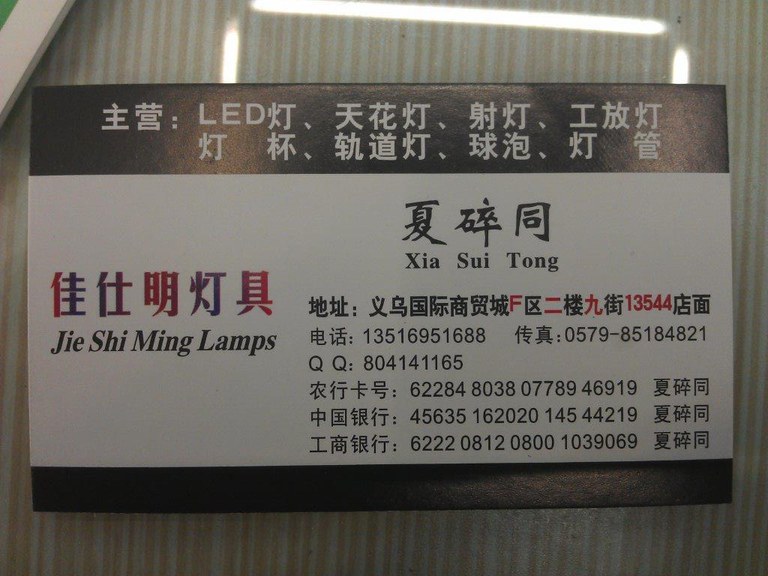 主营：LED灯、天花灯、射灯、工放灯
灯杯、轨道灯、球泡、灯管
夏碎同
Xia Sui Tong
佳仕明灯具
Jie Shi Ming Lamps
地址：义乌国际商贸城F区二楼九街13544店面
电话：13516951688 传真：0579-85184821
QQ：804141165
农行卡号：62284 8038 07789 46919 夏碎同
中国银行：45635 162020 145 44219 夏碎同
工商银行：6222 0812 0800 1039069 夏碎同